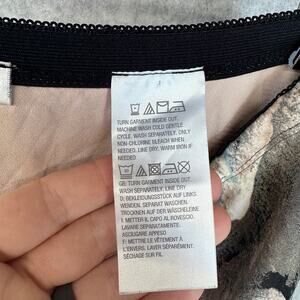 TURN GARMENT INSIDE OUT.
MACHINE WASH COLD GENTLE
CYCLE. WASH SEPARATELY. ONLY
NON-CHLORINE BLEACH WHEN
NEEDED. LINE DRY. WARM IRON IF
NEEDED.
GB: TURN GARMENT INSIDE OUT.
WASH SEPARATELY. LINE DRY
D: BEKLEIDUNGSSTÜCK AUF LINKS
WENDEN. SEPARAT WASCHEN.
TROCKNEN AUF DER WÄSCHELEINE
I: METTER IL CAPO AL ROVESCIO.
LAVARE SEPARATAMENTE.
ASCIUGARE APPESO
F: METTRE LE VÊTEMENT À
L'ENVERS. LAVER SÉPARÉMENT.
SÉCHAGE SUR FIL.